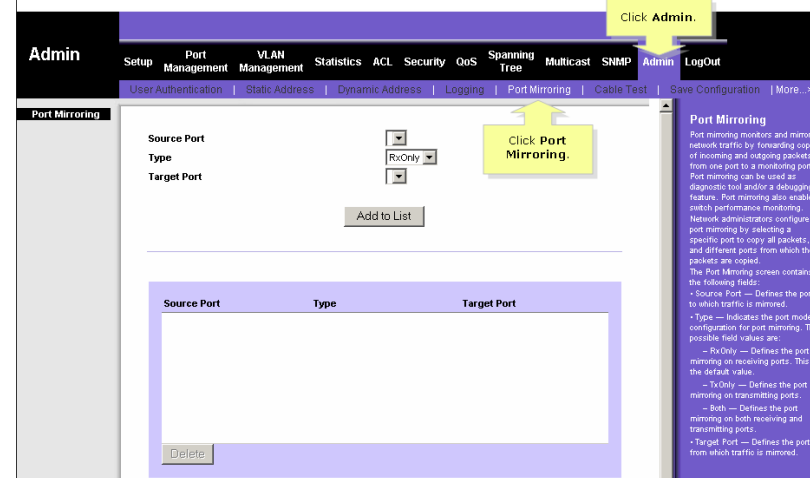 Click Admin.
Admin
Setup Port Management VLAN Management Statistics ACL Security QoS Spanning Tree Multicast SNMP Admin LogOut
User Authentication | Static Address | Dynamic Address | Logging | Port Mirroring | Cable Test | Save Configuration | More...
Port Mirroring
Click Port
Mirroring.
Source Port
Type RxOnly
Target Port
Add to List
Source Port Type Target Port
Delete
Port Mirroring
Port mirroring monitors and mirror
network traffic by forwarding cop
of incoming and outgoing packets
from one port to a monitoring port
Port mirroring can be used as
diagnostic tool and/or a debugging
feature. Port mirroring also enable
switch performance monitoring.
Network administrators configure
port mirroring by selecting a
specific port to copy all packets,
and different ports from which the
packets are copied.
The Port Mirroring screen contains
the following fields:
• Source Port — Defines the por
to which traffic is mirrored.
• Type — Indicates the port mode
configuration for port mirroring. T
possible field values are:
– RxOnly — Defines the port
mirroring on receiving ports. This
the default value.
– TxOnly — Defines the port
mirroring on transmitting ports.
– Both — Defines the port
mirroring on both receiving and
transmitting ports.
• Target Port — Defines the port
from which traffic is mirrored.